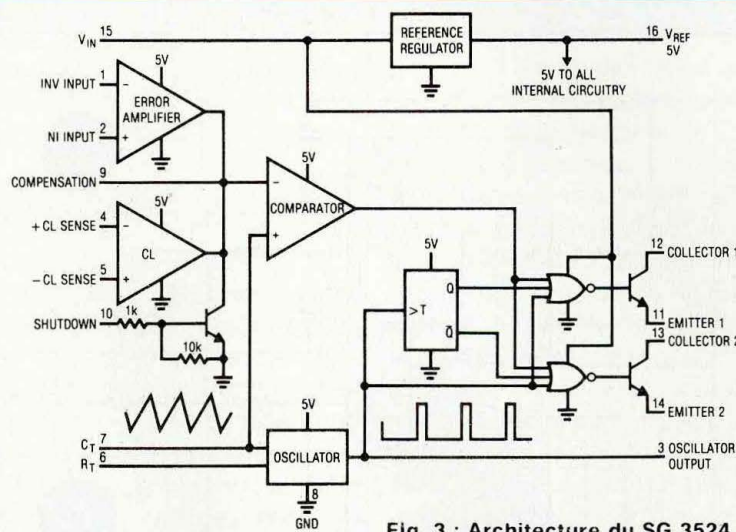 V_IN 15
REFERENCE
REGULATOR
16 V_REF
5V
5V TO ALL
INTERNAL CIRCUITRY
5V
INV INPUT 1
-
ERROR
AMPLIFIER
NI INPUT 2
+
COMPENSATION 9
5V
+ CL SENSE 4
-
CL
- CL SENSE 5
+
5V
-
COMPARATOR
+
SHUTDOWN 10 1k
10k
5V
>T
Q
Q̅
12 COLLECTOR 1
11 EMITTER 1
13 COLLECTOR 2
14 EMITTER 2
5V
C_T 7
R_T 6
OSCILLATOR
3 OSCILLATOR
OUTPUT
8
GND
Fig. 3 : Architecture du SG 3524